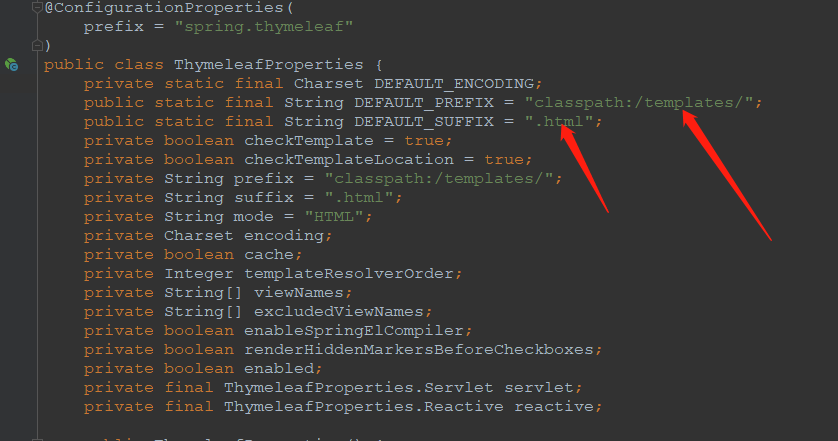 @ConfigurationProperties(
    prefix = "spring.thymeleaf"
)
public class ThymeleafProperties {
    private static final Charset DEFAULT_ENCODING;
    public static final String DEFAULT_PREFIX = "classpath:/templates/";
    public static final String DEFAULT_SUFFIX = ".html";
    private boolean checkTemplate = true;
    private boolean checkTemplateLocation = true;
    private String prefix = "classpath:/templates/";
    private String suffix = ".html";
    private String mode = "HTML";
    private Charset encoding;
    private boolean cache;
    private Integer templateResolverOrder;
    private String[] viewNames;
    private String[] excludedViewNames;
    private boolean enableSpringElCompiler;
    private boolean renderHiddenMarkersBeforeCheckboxes;
    private boolean enabled;
    private final ThymeleafProperties.Servlet servlet;
    private final ThymeleafProperties.Reactive reactive;